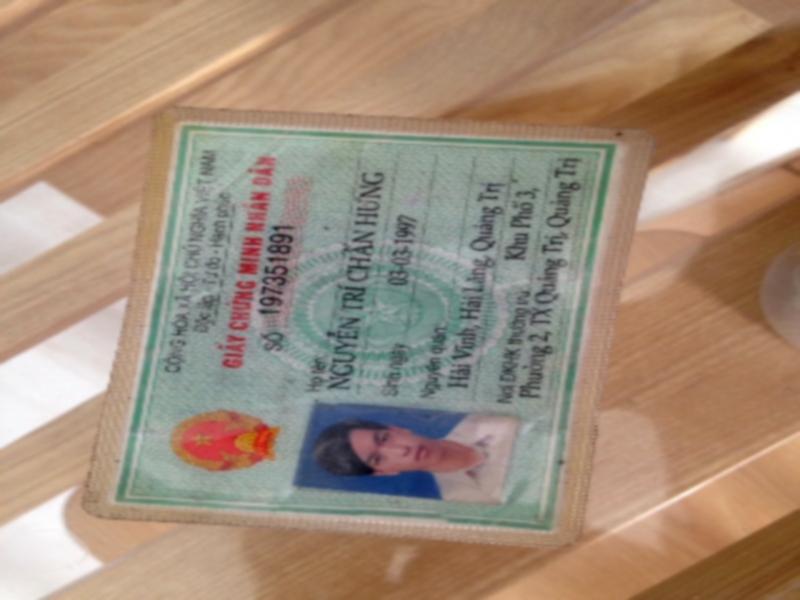 CỘNG HÒA XÃ HỘI CHỦ NGHĨA VIỆT NAM
Độc lập - Tự do - Hạnh phúc
GIẤY CHỨNG MINH NHÂN DÂN
SỐ 197351891
Họ tên:
NGUYỄN TRÍ CHẤN HƯNG
Sinh ngày 03-03-1997
Nguyên quán:
Hải Vĩnh, Hải Lăng, Quảng Trị
Nơi ĐKHK thường trú: Khu Phố 3,
Phường 2, TX Quảng Trị, Quảng Trị